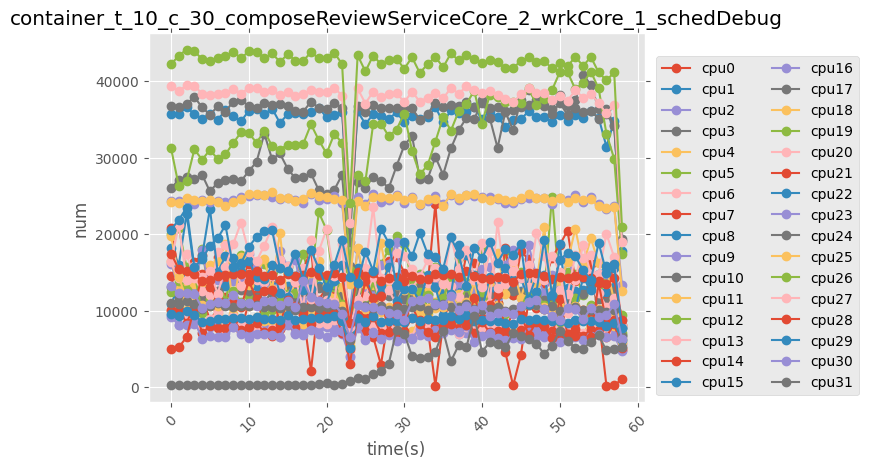 container_t_10_c_30_composeReviewServiceCore_2_wrkCore_1_schedDebug
num
40000
30000
20000
10000
0
0
10
20
30
40
50
60
time(s)
cpu0
cpu1
cpu2
cpu3
cpu4
cpu5
cpu6
cpu7
cpu8
cpu9
cpu10
cpu11
cpu12
cpu13
cpu14
cpu15
cpu16
cpu17
cpu18
cpu19
cpu20
cpu21
cpu22
cpu23
cpu24
cpu25
cpu26
cpu27
cpu28
cpu29
cpu30
cpu31